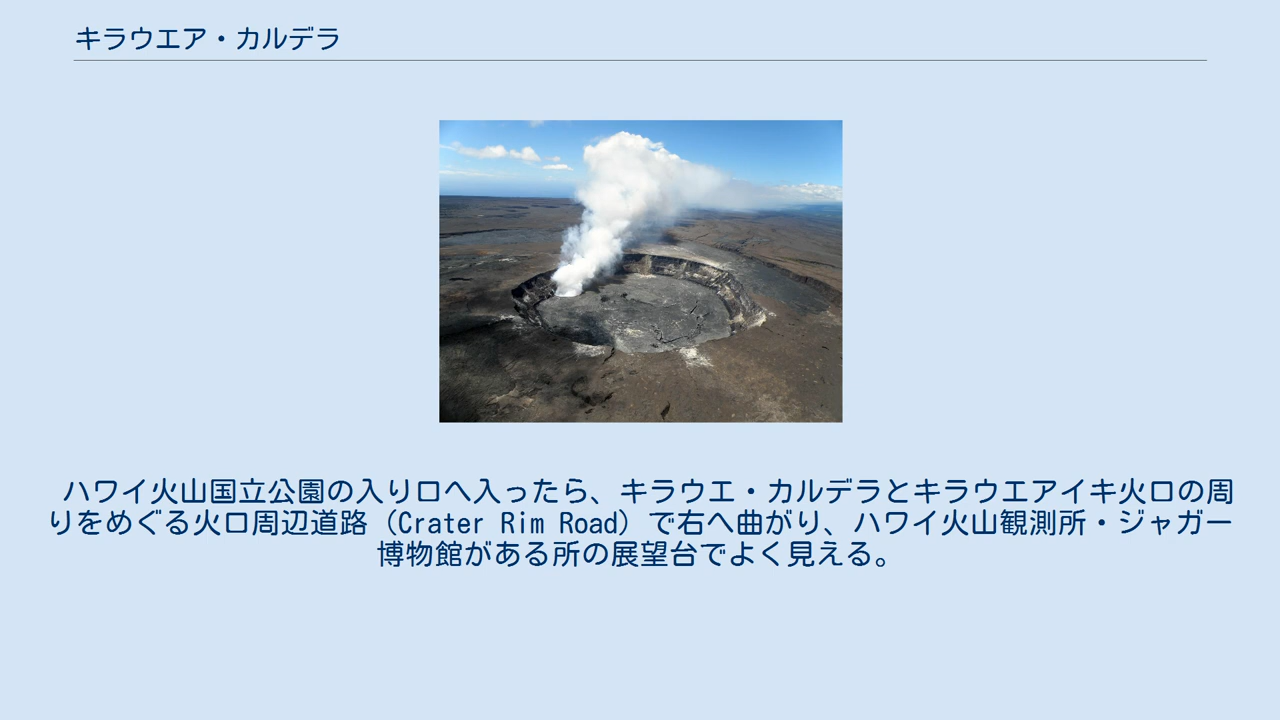 キラウエア・カルデラ
ハワイ火山国立公園の入り口へ入ったら、キラウエ・カルデラとキラウエアイキ火口の周
りをめぐる火口周辺道路（Crater Rim Road）で右へ曲がり、ハワイ火山観測所・ジャガー
博物館がある所の展望台でよく見える。